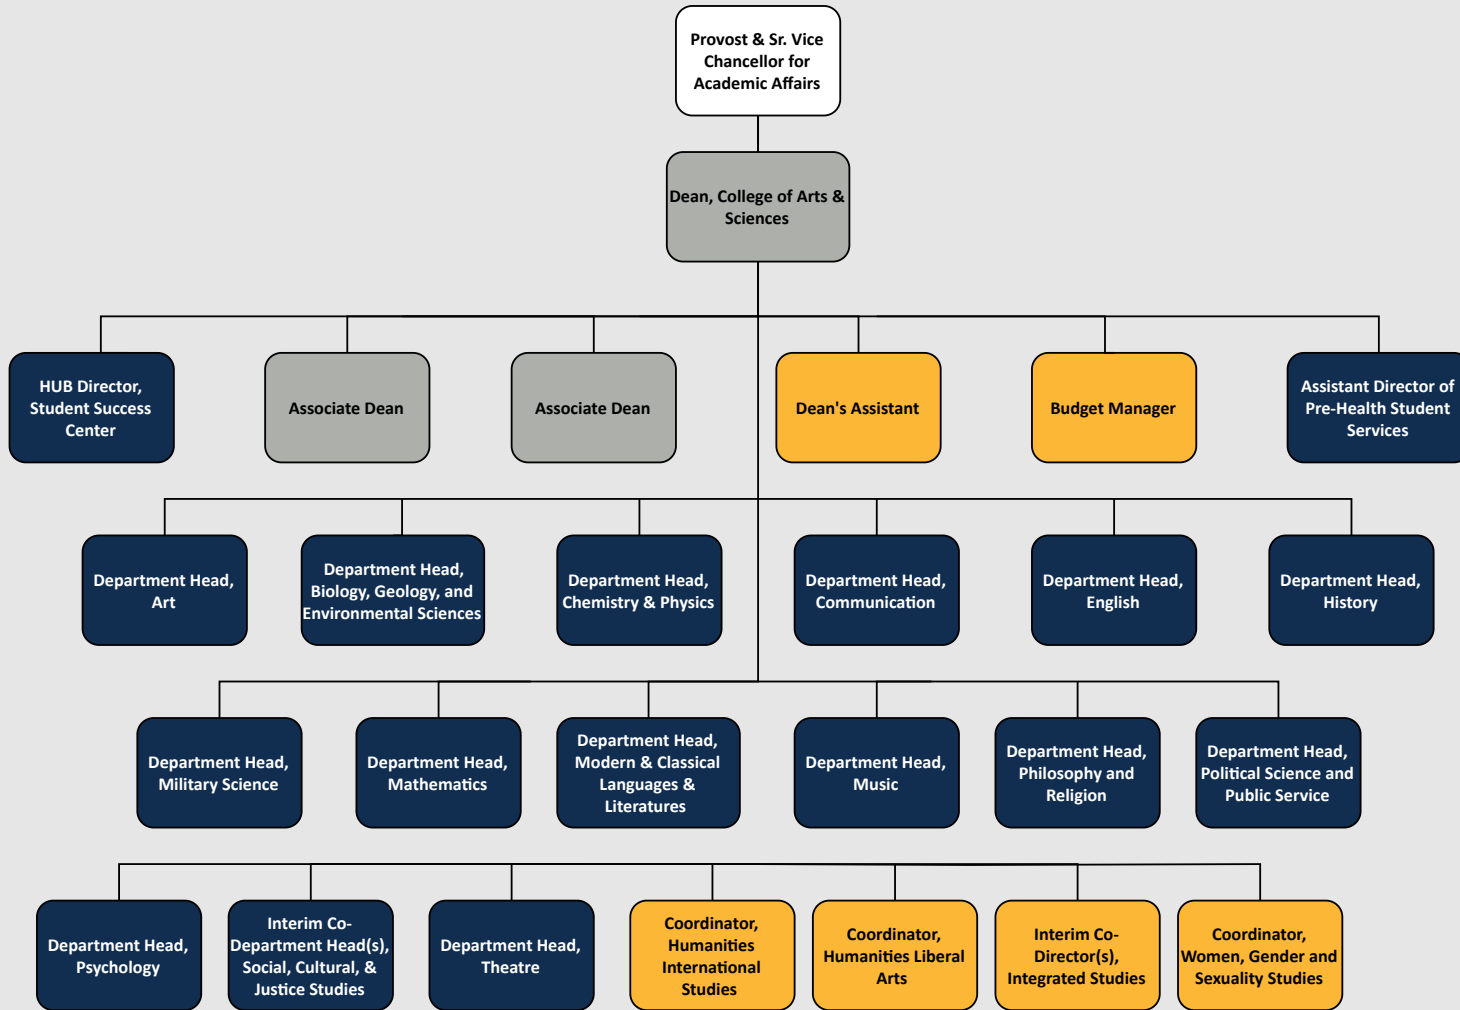 Provost & Sr. Vice
Chancellor for
Academic Affairs
Dean, College of Arts &
Sciences
HUB Director,
Student Success
Center
Associate Dean
Associate Dean
Dean's Assistant
Budget Manager
Assistant Director of
Pre-Health Student
Services
Department Head,
Art
Department Head,
Biology, Geology, and
Environmental Sciences
Department Head,
Chemistry & Physics
Department Head,
Communication
Department Head,
English
Department Head,
History
Department Head,
Military Science
Department Head,
Mathematics
Department Head,
Modern & Classical
Languages &
Literatures
Department Head,
Music
Department Head,
Philosophy and
Religion
Department Head,
Political Science and
Public Service
Department Head,
Psychology
Interim Co-
Department Head(s),
Social, Cultural, &
Justice Studies
Department Head,
Theatre
Coordinator,
Humanities
International
Studies
Coordinator,
Humanities Liberal
Arts
Interim Co-
Director(s),
Integrated Studies
Coordinator,
Women, Gender and
Sexuality Studies